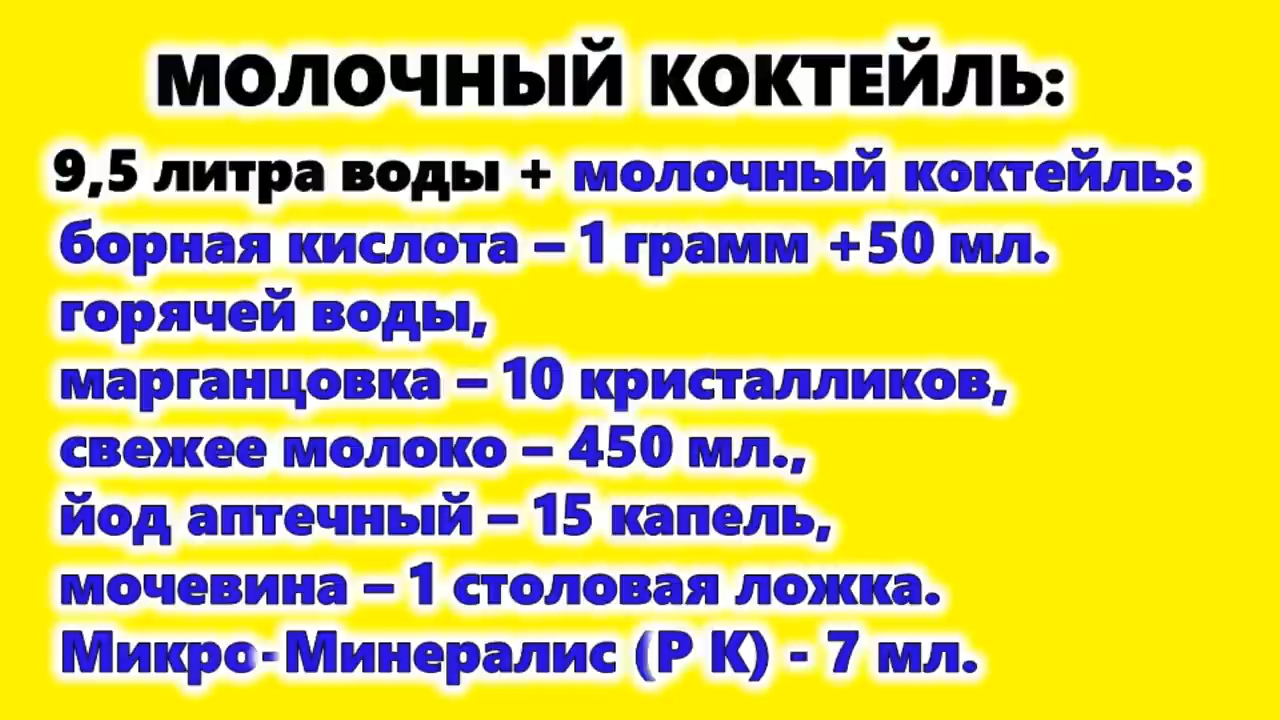 МОЛОЧНЫЙ КОКТЕЙЛЬ:
9,5 литра воды + молочный коктейль:
борная кислота – 1 грамм +50 мл.
горячей воды,
марганцовка – 10 кристалликов,
свежее молоко – 450 мл.,
йод аптечный – 15 капель,
мочевина – 1 столовая ложка.
Микро-Минералис (Р К) - 7 мл.